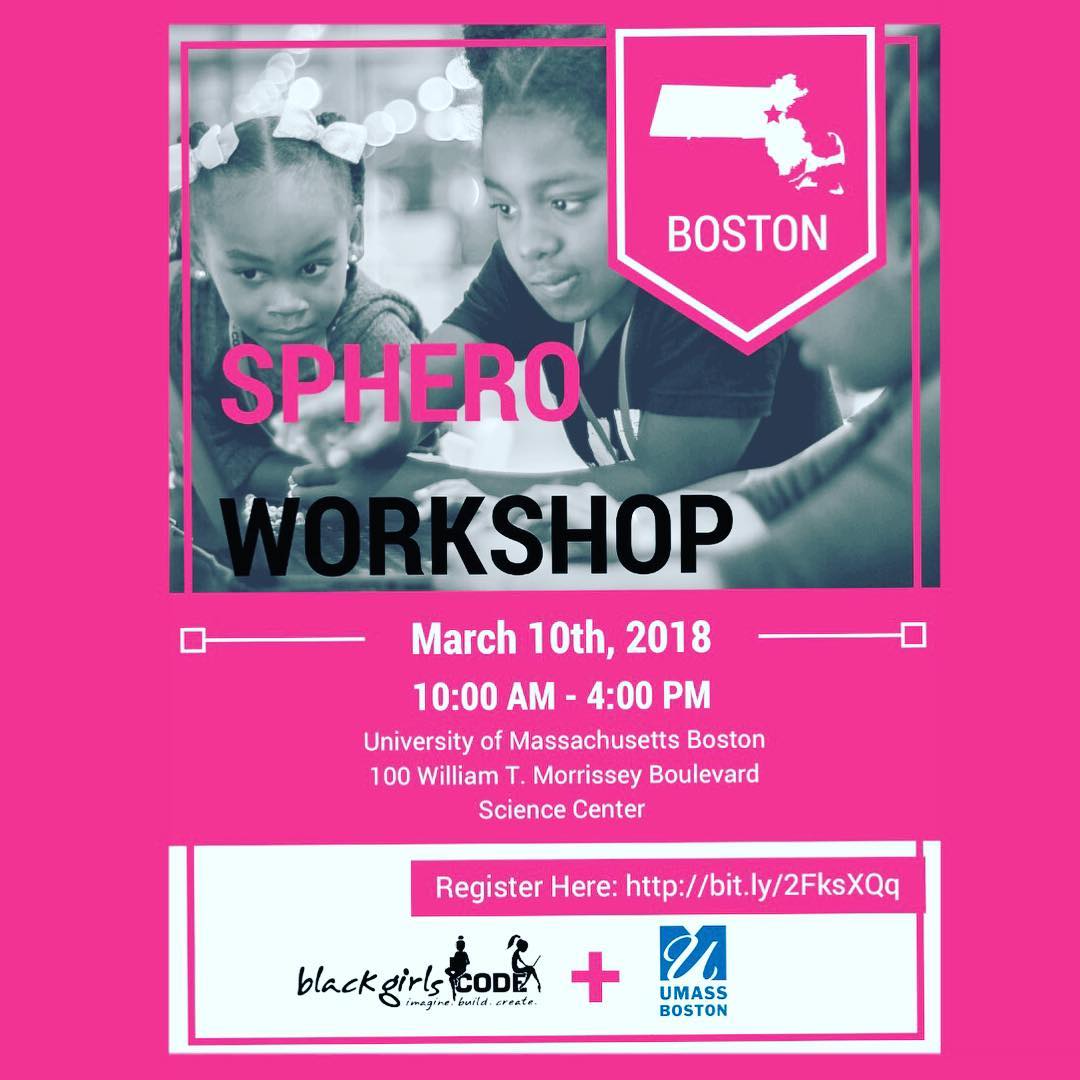 BOSTON
SPHERO
WORKSHOP
March 10th, 2018
10:00 AM - 4:00 PM
University of Massachusetts Boston
100 William T. Morrissey Boulevard
Science Center
Register Here: http://bit.ly/2FksXQq
black girls CODE
imagine. build. create.
UMASS
BOSTON